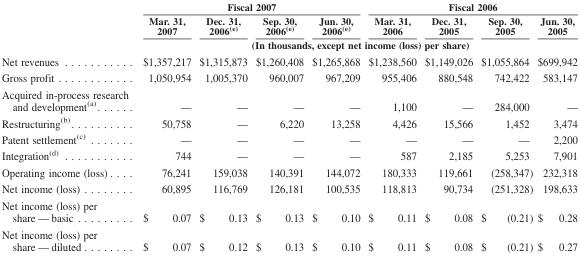 Fiscal 2007 Fiscal 2006
Mar. 31, Dec. 31, Sep. 30, Jun. 30, Mar. 31, Dec. 31, Sep. 30, Jun. 30,
2007 2006(e) 2006(e) 2006(e) 2006 2005 2005 2005
(In thousands, except net income (loss) per share)
Net revenues . . . . . . . . . . . $1,357,217 $1,315,873 $1,260,408 $1,265,868 $1,238,560 $1,149,026 $1,055,864 $699,942
Gross profit . . . . . . . . . . . . 1,050,954 1,005,370 960,007 967,209 955,406 880,548 742,422 583,147
Acquired in-process research
and development(a) . . . . . . — — — — 1,100 — 284,000 —
Restructuring(b) . . . . . . . . . . 50,758 — 6,220 13,258 4,426 15,566 1,452 3,474
Patent settlement(c) . . . . . . . — — — — — — — 2,200
Integration(d) . . . . . . . . . . . 744 — — — 587 2,185 5,253 7,901
Operating income (loss) . . . . 76,241 159,038 140,391 144,072 180,333 119,661 (258,347) 232,318
Net income (loss) . . . . . . . . 60,895 116,769 126,181 100,535 118,813 90,734 (251,328) 198,633
Net income (loss) per
share — basic . . . . . . . . . $ 0.07 $ 0.13 $ 0.13 $ 0.10 $ 0.11 $ 0.08 $ (0.21) $ 0.28
Net income (loss) per
share — diluted . . . . . . . . $ 0.07 $ 0.12 $ 0.13 $ 0.10 $ 0.11 $ 0.08 $ (0.21) $ 0.27